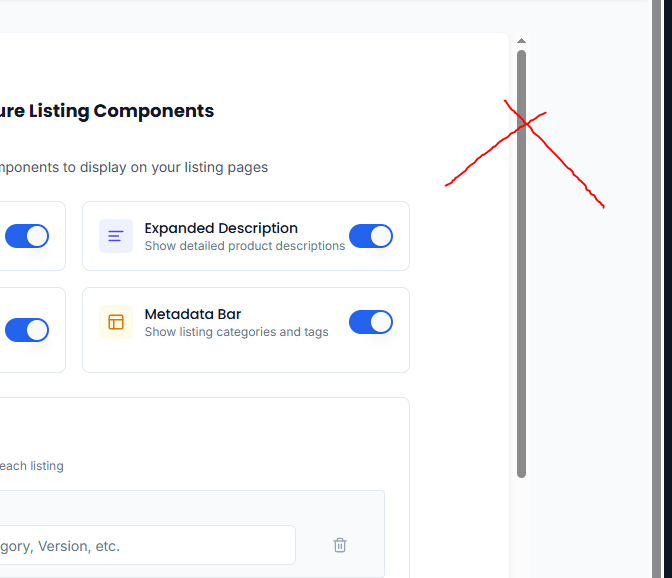 ure Listing Components
mponents to display on your listing pages
Expanded Description
Show detailed product descriptions
Metadata Bar
Show listing categories and tags
each listing
gory, Version, etc.